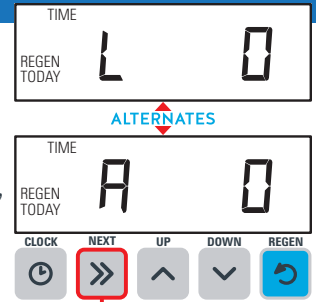 TIME
REGEN
TODAY
L 0
ALTERNATES
TIME
REGEN
TODAY
A 0
CLOCK NEXT UP DOWN REGEN